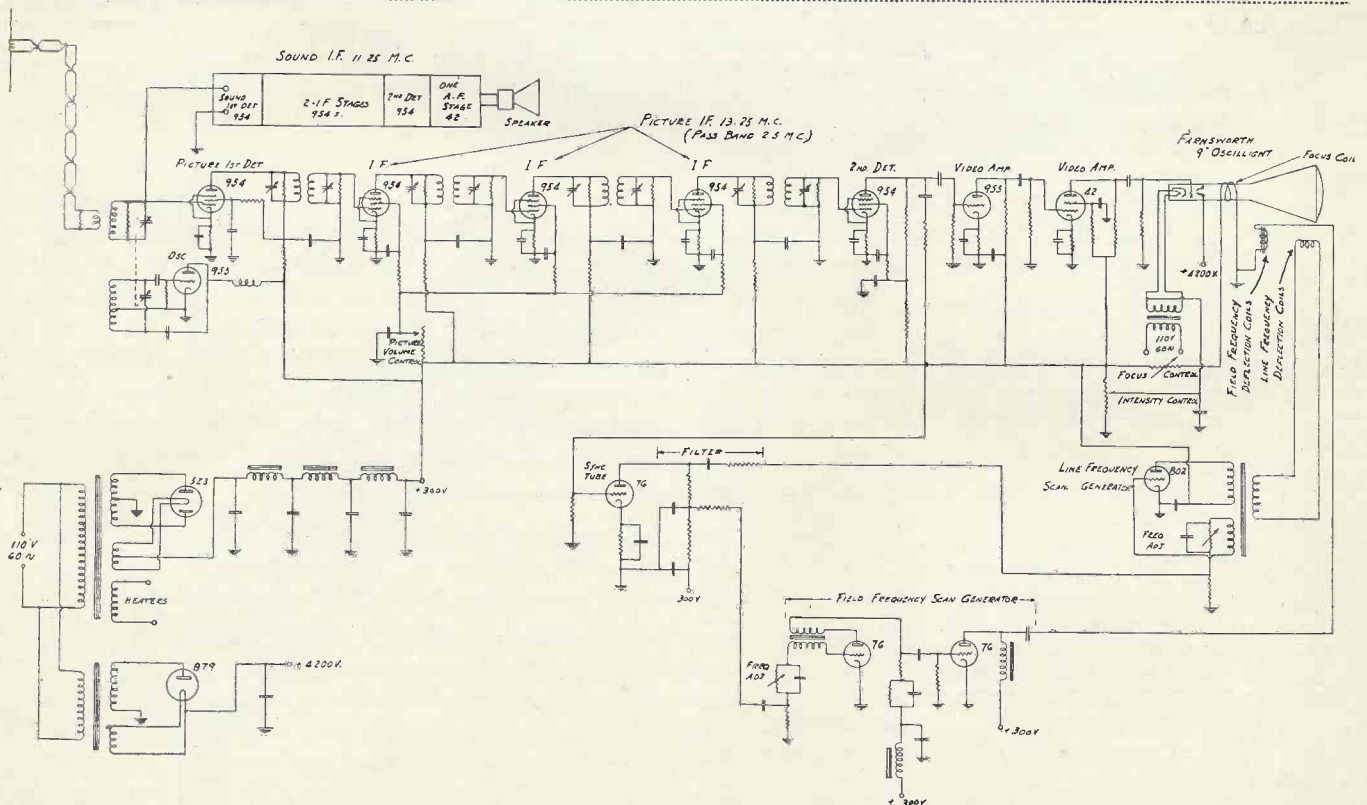 SOUND I.F. 11 25 M.C.
SOUND
1ST DET
954
2-I F STAGES
954 S.
2ND DET
954
ONE
A.F.
STAGE
42
SPEAKER
PICTURE I.F. 13.25 M.C.
(PASS BAND 2 5 M.C)
PICTURE 1ST DET
954
I F
954
I F
954
I F
954
2ND DET.
954
VIDEO AMP
955
VIDEO AMP.
42
FARNSWORTH
9" OSCILLIGHT
FOCUS COIL
OSC
955
+4200V.
FIELD FREQUENCY
DEFLECTION COILS
LINE FREQUENCY
DEFLECTION COILS
PICTURE
VOLUME
CONTROL
110V
60 N
FOCUS CONTROL
INTENSITY CONTROL
FILTER
SYNC
TUBE
76
LINE FREQUENCY
SCAN GENERATOR
802
FREQ
ADJ
5Z3
+300V
110 V
60 N
HEATERS
300V
FIELD FREQUENCY SCAN GENERATOR
76
76
FREQ
ADJ
879
+ 4200V.
+ 300V
+ 300V